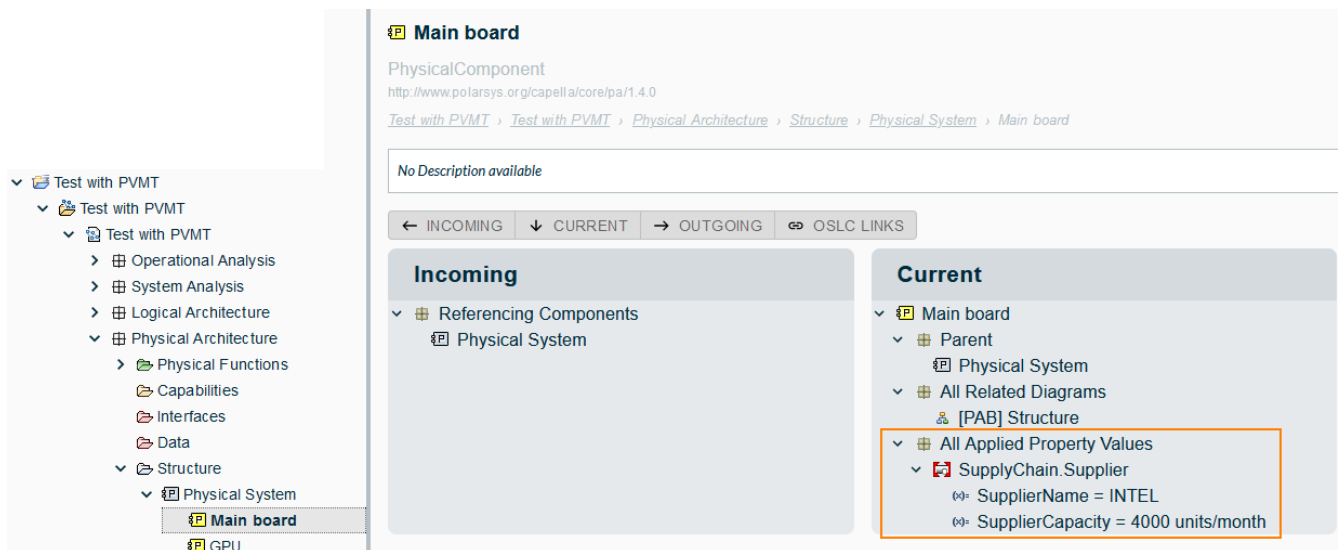 Test with PVMT
Test with PVMT
Test with PVMT
Operational Analysis
System Analysis
Logical Architecture
Physical Architecture
Physical Functions
Capabilities
Interfaces
Data
Structure
Physical System
Main board
GPU
Main board
PhysicalComponent
http://www.polarsys.org/capella/core/pa/1.4.0
Test with PVMT › Test with PVMT › Physical Architecture › Structure › Physical System › Main board
No Description available
INCOMING CURRENT OUTGOING OSLC LINKS
Incoming
Referencing Components
Physical System
Current
Main board
Parent
Physical System
All Related Diagrams
[PAB] Structure
All Applied Property Values
SupplyChain.Supplier
(x)= SupplierName = INTEL
(x)= SupplierCapacity = 4000 units/month